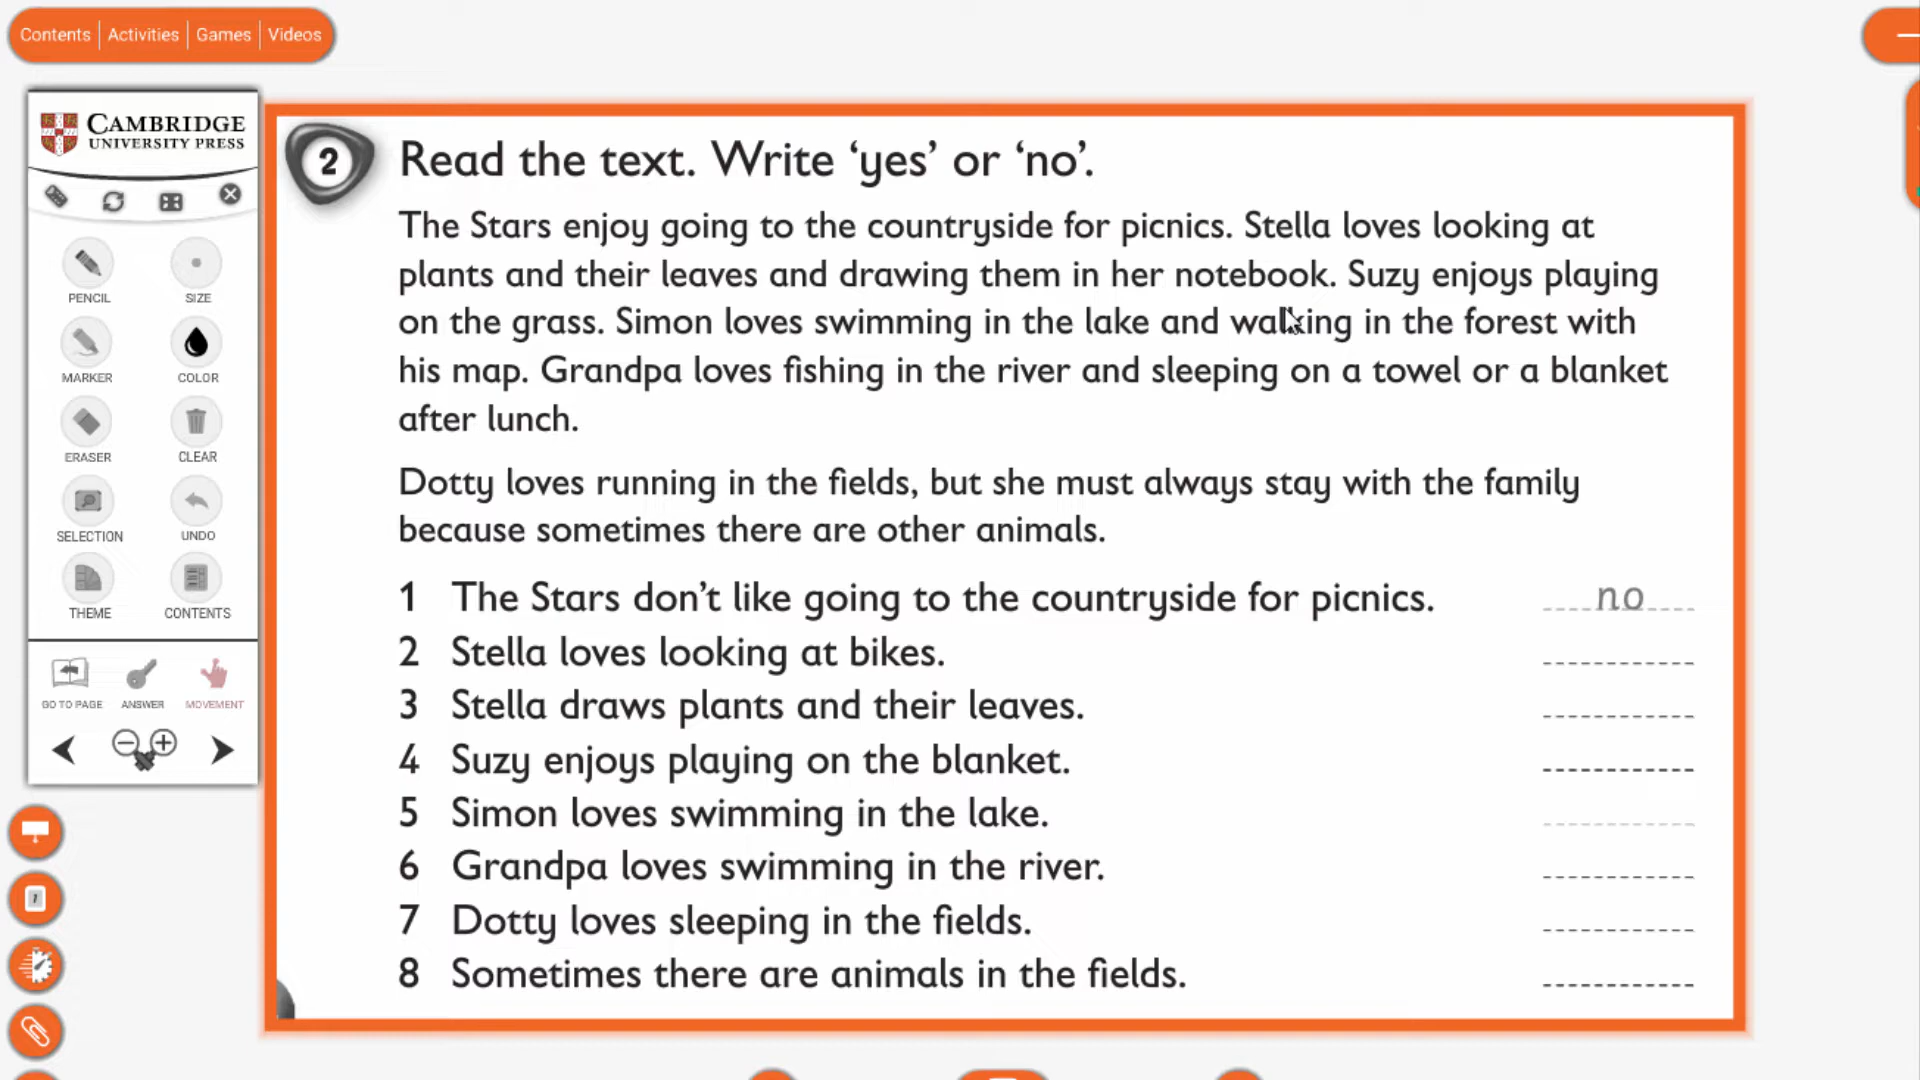 Contents Activities Games Videos
CAMBRIDGE
UNIVERSITY PRESS
PENCIL SIZE
MARKER COLOR
ERASER CLEAR
SELECTION UNDO
THEME CONTENTS
GO TO PAGE ANSWER MOVEMENT
2 Read the text. Write ‘yes’ or ‘no’.
The Stars enjoy going to the countryside for picnics. Stella loves looking at
plants and their leaves and drawing them in her notebook. Suzy enjoys playing
on the grass. Simon loves swimming in the lake and walking in the forest with
his map. Grandpa loves fishing in the river and sleeping on a towel or a blanket
after lunch.
Dotty loves running in the fields, but she must always stay with the family
because sometimes there are other animals.
1 The Stars don’t like going to the countryside for picnics. no
2 Stella loves looking at bikes.
3 Stella draws plants and their leaves.
4 Suzy enjoys playing on the blanket.
5 Simon loves swimming in the lake.
6 Grandpa loves swimming in the river.
7 Dotty loves sleeping in the fields.
8 Sometimes there are animals in the fields.